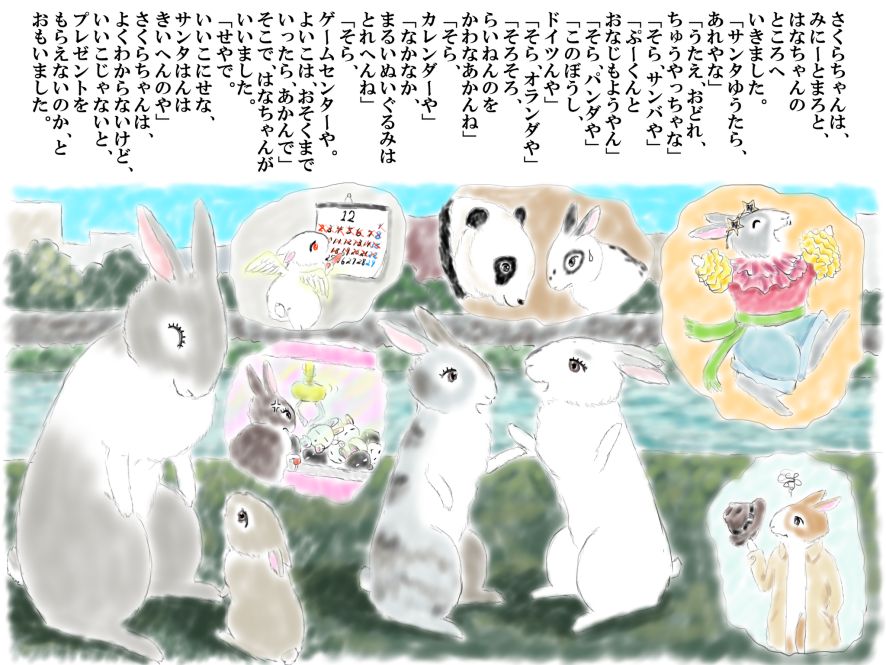 さくらちゃんは、
みにーとまろと、
はなちゃんの
ところへ
いきました。
「サンタゆうたら、
あれやな」
「うたえ、おどれ、
ちゅうやっちゃな」
「そら、サンバや」
「ぷーくんと
おなじもようやん」
「そら、パンダや」
「このぼうし、
ドイツんや」
「そら、オランダや」
「そろそろ、
らいねんのを
かわなあかんね」
「そら、
カレンダーや」
「なかなか、
まるいぬいぐるみは
とれへんね」
「そら、
ゲームセンターや。
よいこは、おそくまで
いったら、あかんで」
そこで、はなちゃんが
いいました。
「せやで。
いいこにせな、
サンタはんは
きいへんのや」
さくらちゃんは、
よくわからないけど、
いいこじゃないと、
プレゼントを
もらえないのか、と
おもいました。
12